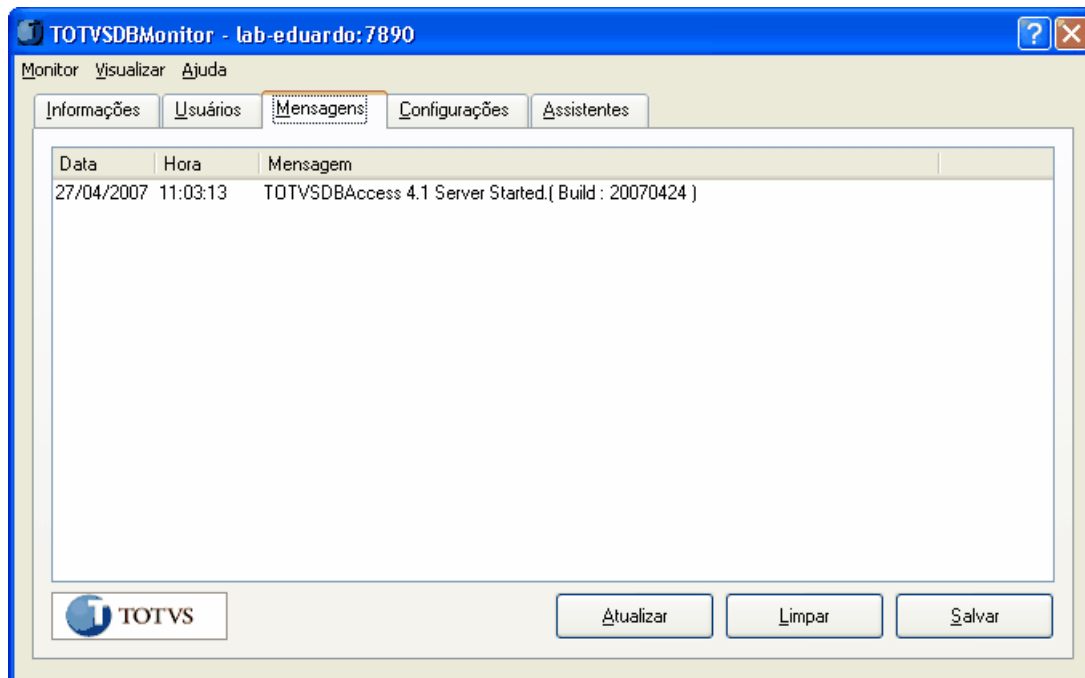 TOTVSDBMonitor - lab-eduardo:7890
Monitor Visualizar Ajuda
Informações Usuários Mensagens Configurações Assistentes
Data Hora Mensagem
27/04/2007 11:03:13 TOTVSDBAccess 4.1 Server Started.( Build : 20070424 )
TOTVS Atualizar Limpar Salvar